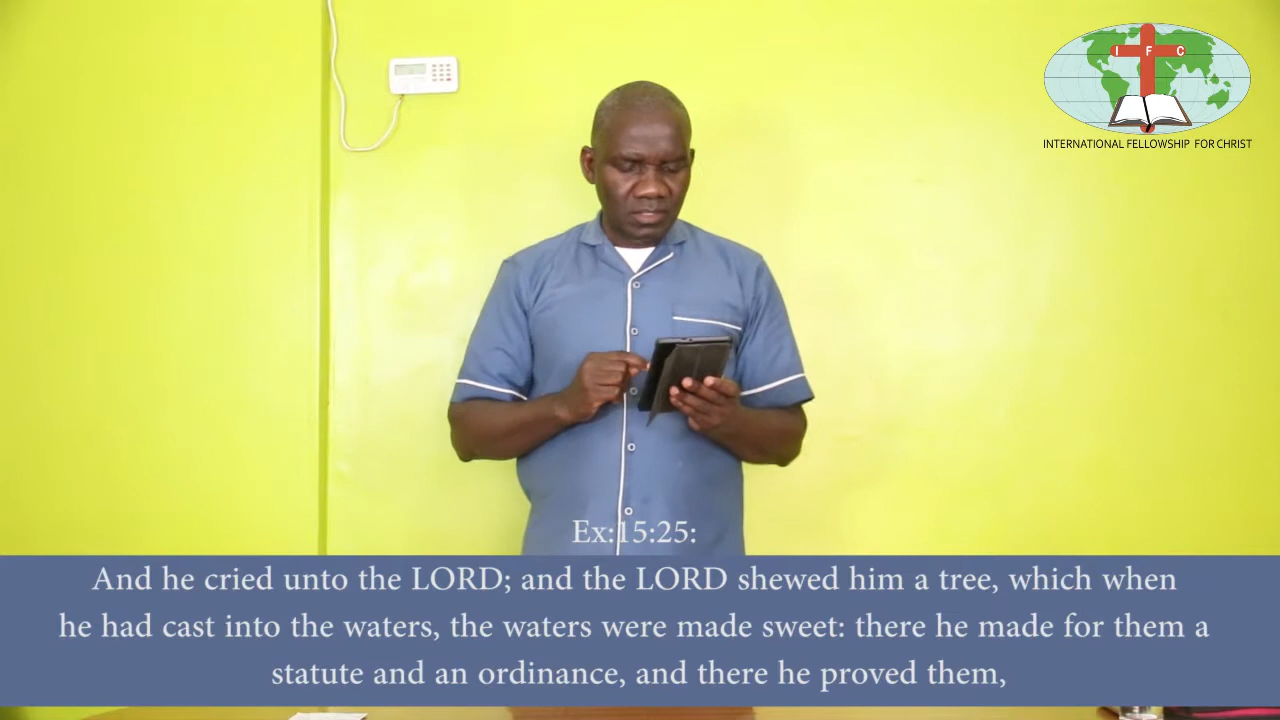 I F C
INTERNATIONAL FELLOWSHIP FOR CHRIST
Ex:15:25:
And he cried unto the LORD; and the LORD shewed him a tree, which when
he had cast into the waters, the waters were made sweet: there he made for them a
statute and an ordinance, and there he proved them,